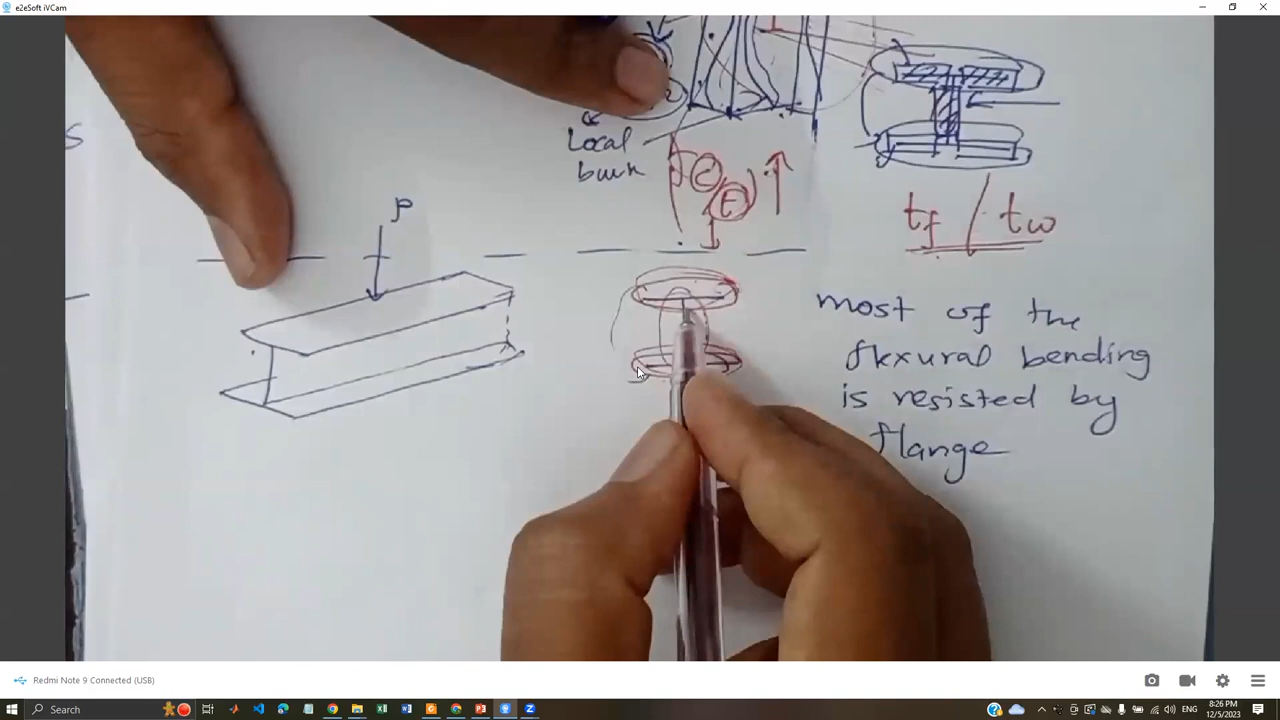 e2eSoft iVCam
Local
buck
C
t
tf / tw
P
most of the
flexural bending
is resisted by
flange
Redmi Note 9 Connected (USB)
Search
ENG
8:26 PM
12/5/2023